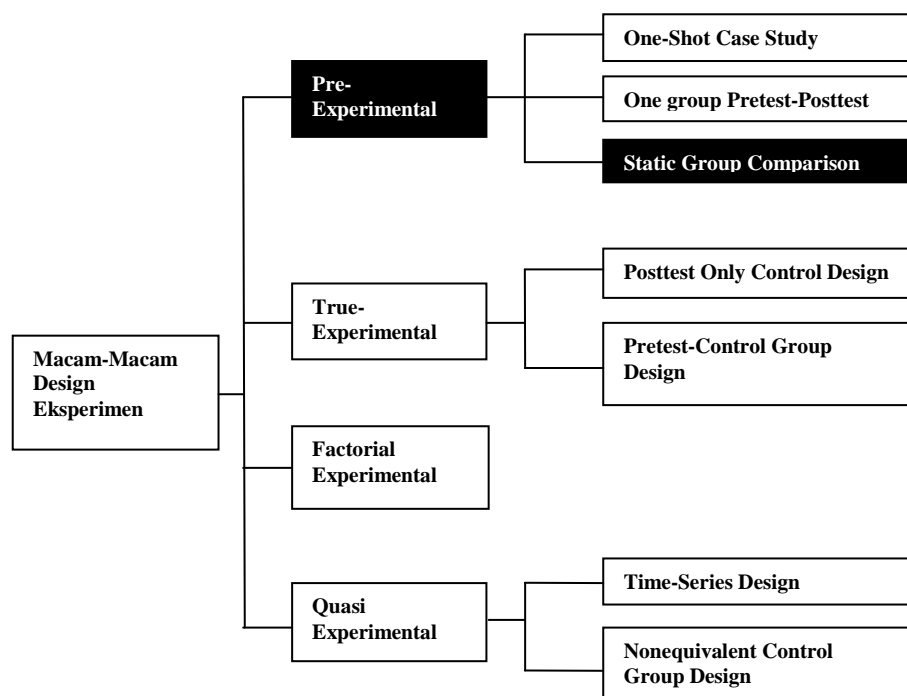 One-Shot Case Study
Pre-
Experimental
One group Pretest-Posttest
Static Group Comparison
Posttest Only Control Design
True-
Experimental
Pretest-Control Group
Design
Macam-Macam
Design
Eksperimen
Factorial
Experimental
Time-Series Design
Quasi
Experimental
Nonequivalent Control
Group Design